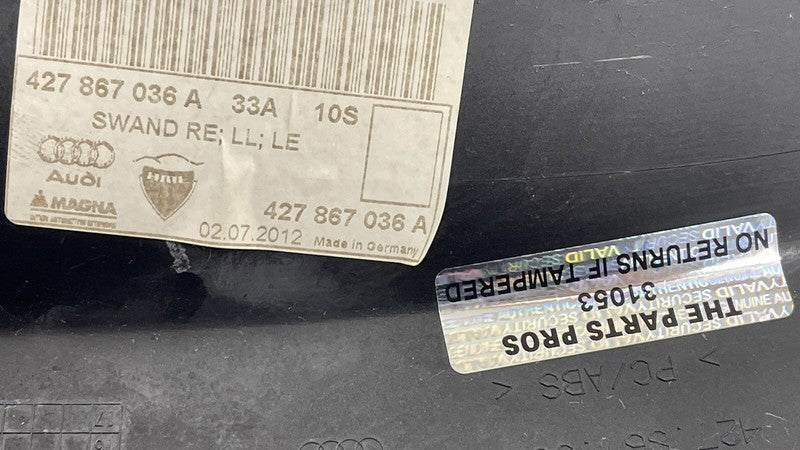 427 867 036 A 33A 10S
SWAND RE; LL; LE
Audi
MAGNA
427 867 036 A
02.07.2012 Made in Germany
THE PARTS PROS
31053
NO RETURNS IF TAMPERED
> PC/ABS <